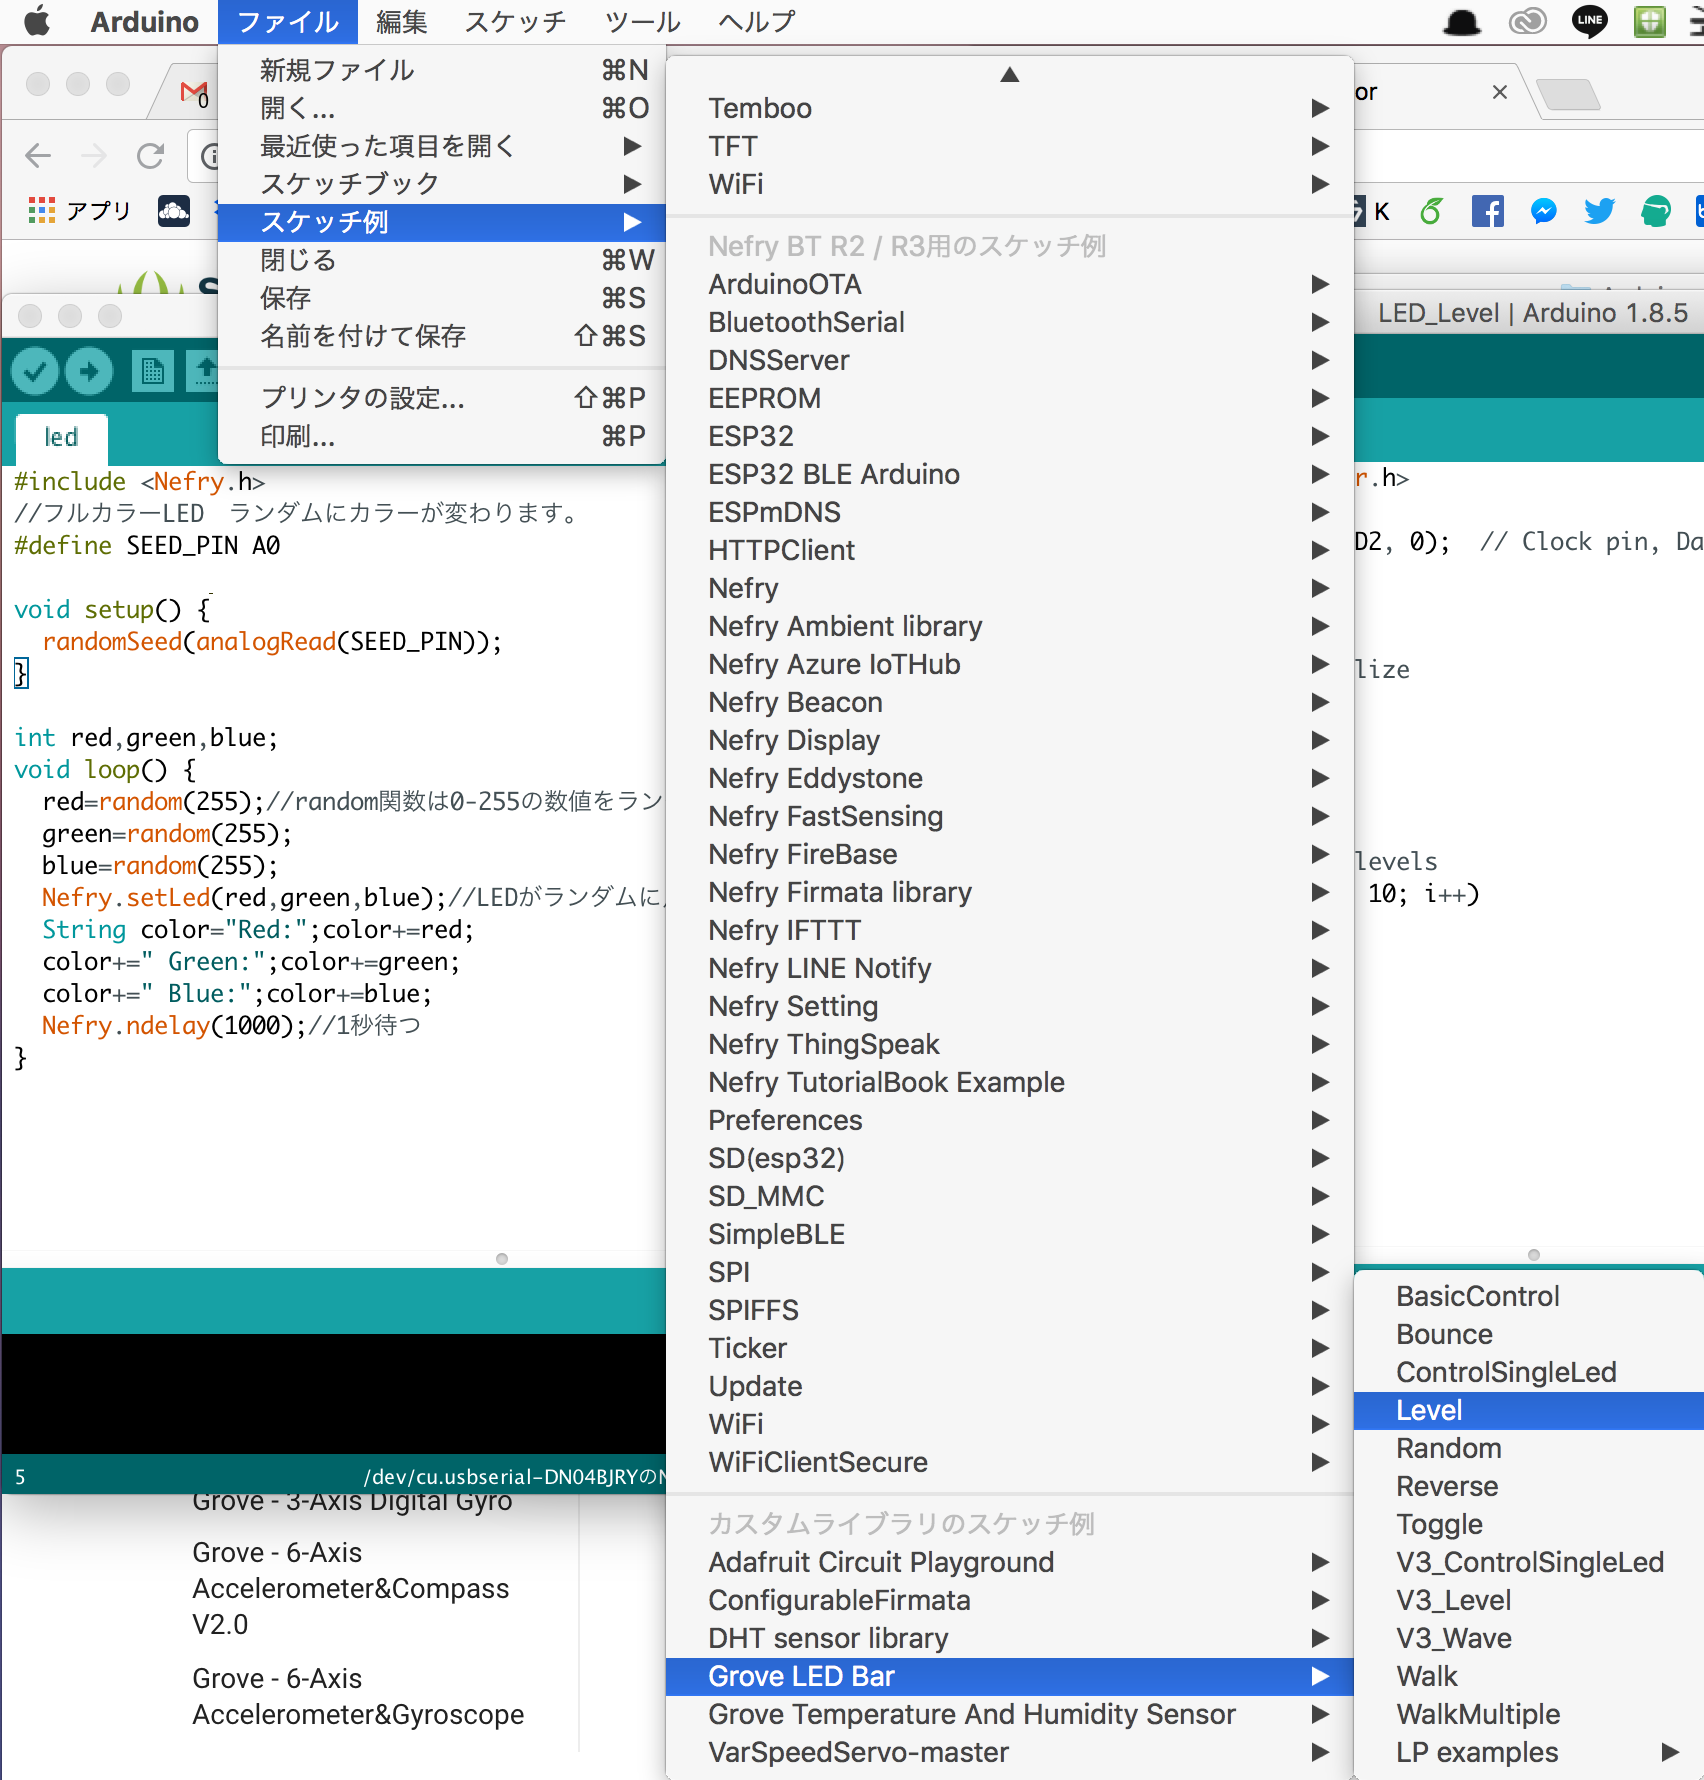 Arduino ファイル 編集 スケッチ ツール ヘルプ LINE
新規ファイル ⌘N
開く... ⌘O
最近使った項目を開く ▶
スケッチブック ▶
スケッチ例 ▶
閉じる ⌘W
保存 ⌘S
名前を付けて保存 ⇧⌘S
プリンタの設定... ⇧⌘P
印刷... ⌘P
0
アプリ
or
K
Temboo
TFT
WiFi
Nefry BT R2 / R3用のスケッチ例
ArduinoOTA
BluetoothSerial
DNSServer
EEPROM
ESP32
ESP32 BLE Arduino
ESPmDNS
HTTPClient
Nefry
Nefry Ambient library
Nefry Azure IoTHub
Nefry Beacon
Nefry Display
Nefry Eddystone
Nefry FastSensing
Nefry FireBase
Nefry Firmata library
Nefry IFTTT
Nefry LINE Notify
Nefry Setting
Nefry ThingSpeak
Nefry TutorialBook Example
Preferences
SD(esp32)
SD_MMC
SimpleBLE
SPI
SPIFFS
Ticker
Update
WiFi
WiFiClientSecure
カスタムライブラリのスケッチ例
Adafruit Circuit Playground
ConfigurableFirmata
DHT sensor library
Grove LED Bar
Grove Temperature And Humidity Sensor
VarSpeedServo-master
BasicControl
Bounce
ControlSingleLed
Level
Random
Reverse
Toggle
V3_ControlSingleLed
V3_Level
V3_Wave
Walk
WalkMultiple
LP examples
led
#include <Nefry.h>
//フルカラーLED ランダムにカラーが変わります。
#define SEED_PIN A0
void setup() {
randomSeed(analogRead(SEED_PIN));
}
int red,green,blue;
void loop() {
red=random(255);//random関数は0-255の数値をラン
green=random(255);
blue=random(255);
Nefry.setLed(red,green,blue);//LEDがランダムに
String color="Red:";color+=red;
color+=" Green:";color+=green;
color+=" Blue:";color+=blue;
Nefry.ndelay(1000);//1秒待つ
}
5 /dev/cu.usbserial-DN04BJRYのN
LED_Level | Arduino 1.8.5
r.h>
D2, 0); // Clock pin, Da
lize
levels
10; i++)
Grove - 3-Axis Digital Gyro
Grove - 6-Axis
Accelerometer&Compass
V2.0
Grove - 6-Axis
Accelerometer&Gyroscope